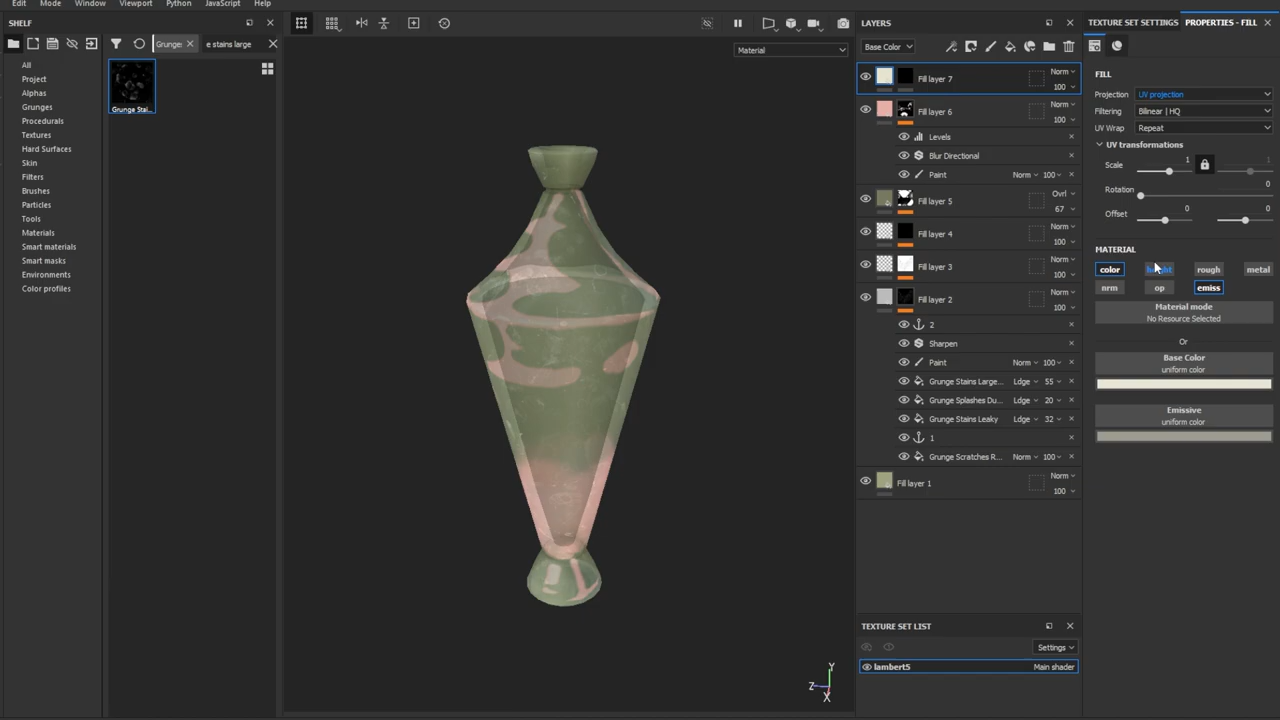 Edit Mode Window Viewport Python JavaScript Help
SHELF
Grunge e stains large
All
Project
Alphas
Grunges
Procedurals
Textures
Hard Surfaces
Skin
Filters
Brushes
Particles
Tools
Materials
Smart materials
Smart masks
Environments
Color profiles
Grunge Stai...
Material
Z Y X
LAYERS
Base Color
Fill layer 7 Norm 100
Fill layer 6 Norm 100
Levels
Blur Directional
Paint Norm 100
Fill layer 5 Ovrl 67
Fill layer 4 Norm 100
Fill layer 3 Norm 100
Fill layer 2 Norm 100
2
Sharpen
Paint Norm 100
Grunge Stains Large... Ldge 55
Grunge Splashes Du... Ldge 20
Grunge Stains Leaky Ldge 32
1
Grunge Scratches R... Norm 100
Fill layer 1 Norm 100
TEXTURE SET LIST
Settings
lambert5 Main shader
TEXTURE SET SETTINGS PROPERTIES - FILL
FILL
Projection UV projection
Filtering Bilinear | HQ
UV Wrap Repeat
UV transformations
Scale 1 1
Rotation 0
Offset 0 0
MATERIAL
color height rough metal
nrm op emiss
Material mode
No Resource Selected
Or
Base Color
uniform color
Emissive
uniform color